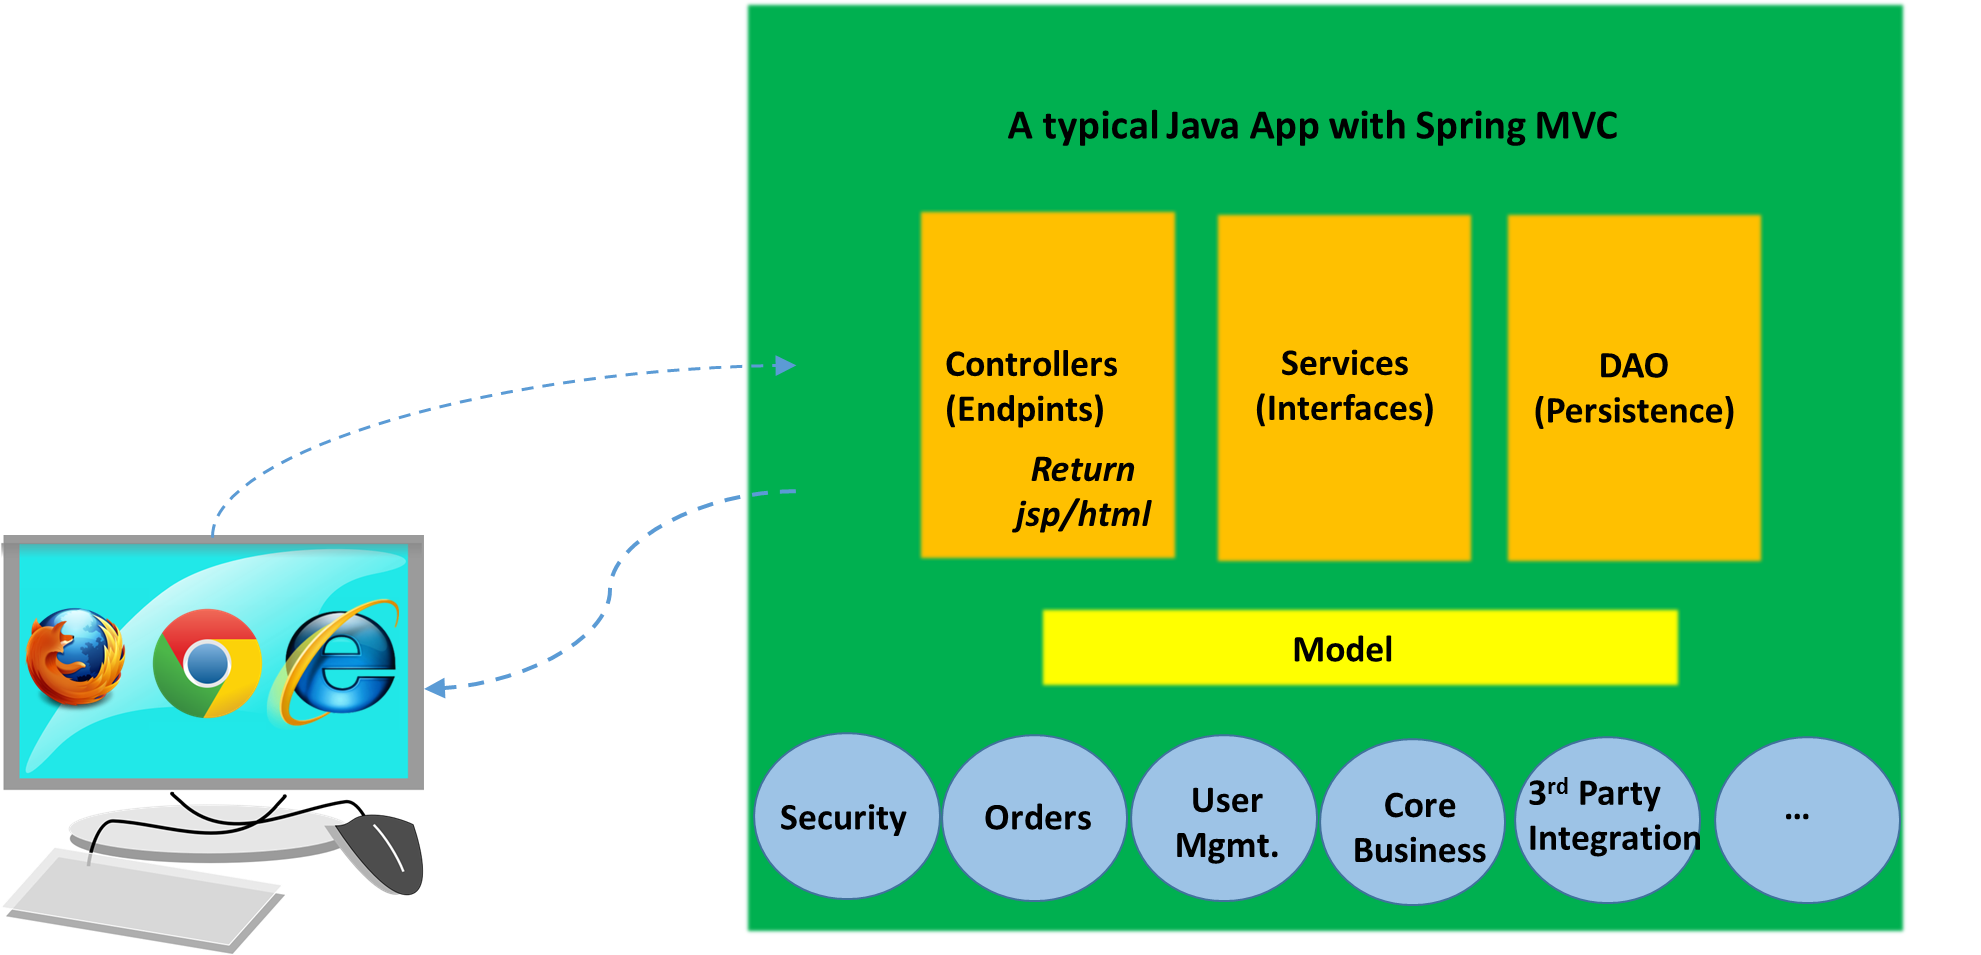 A typical Java App with Spring MVC
Controllers
(Endpints)
Return
jsp/html
Services
(Interfaces)
DAO
(Persistence)
Model
Security
Orders
User
Mgmt.
Core
Business
3rd Party
Integration
...